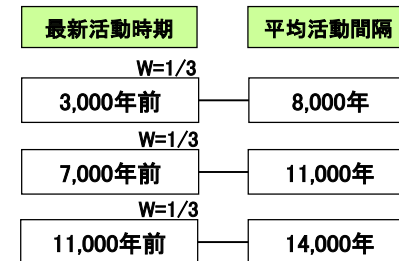 最新活動時期 平均活動間隔
W=1/3
3,000年前 8,000年
W=1/3
7,000年前 11,000年
W=1/3
11,000年前 14,000年